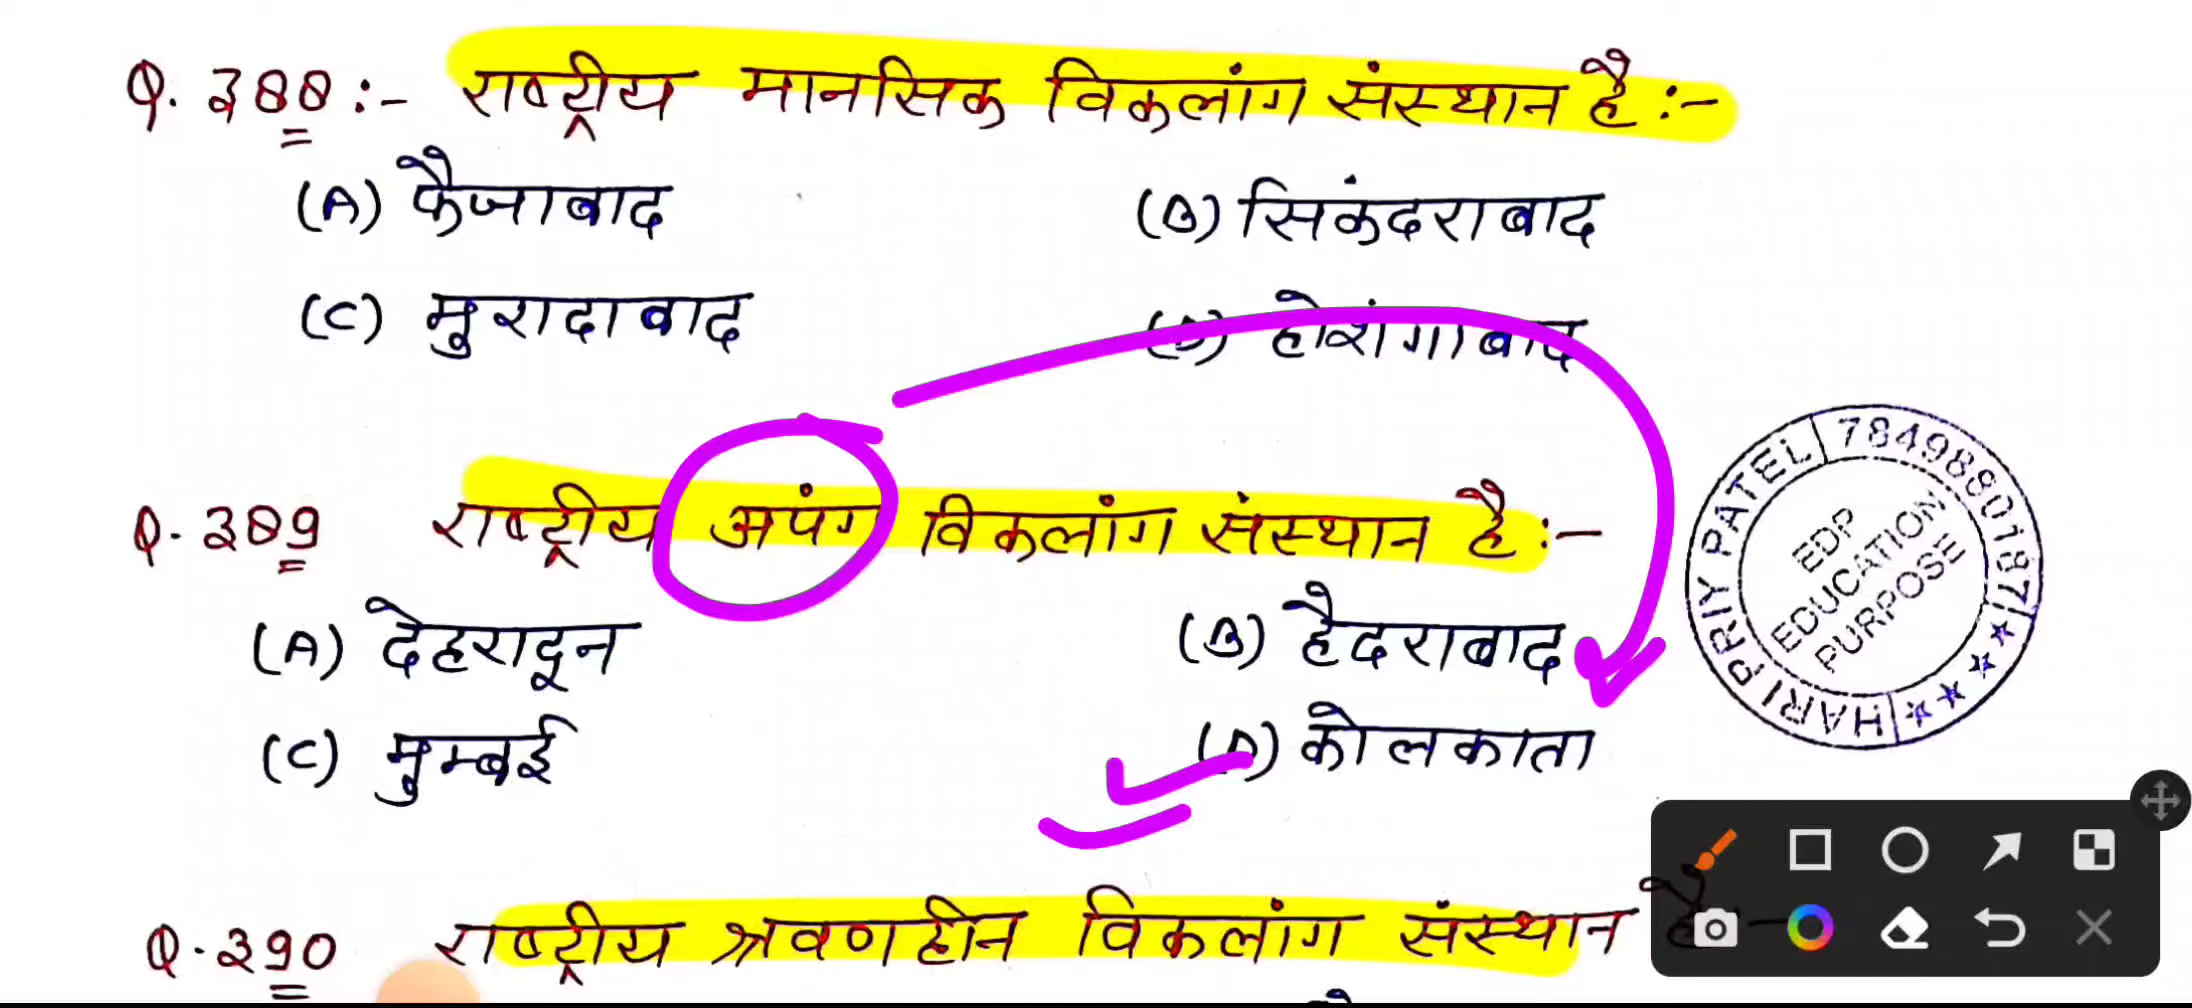 Q. 388 :- राष्ट्रीय मानसिक विकलांग संस्थान है :-
(A) फैजाबाद (B) सिकंदराबाद
(C) मुरादाबाद (D) होशंगाबाद
Q. 389 राष्ट्रीय अपंग विकलांग संस्थान है :-
(A) देहरादून (B) हैदराबाद
(C) मुम्बई (D) कोलकाता
HARI PRIY PATEL 7849880187
EDP
EDUCATION
PURPOSE
Q. 390 राष्ट्रीय श्रवणहीन विकलांग संस्थान है -